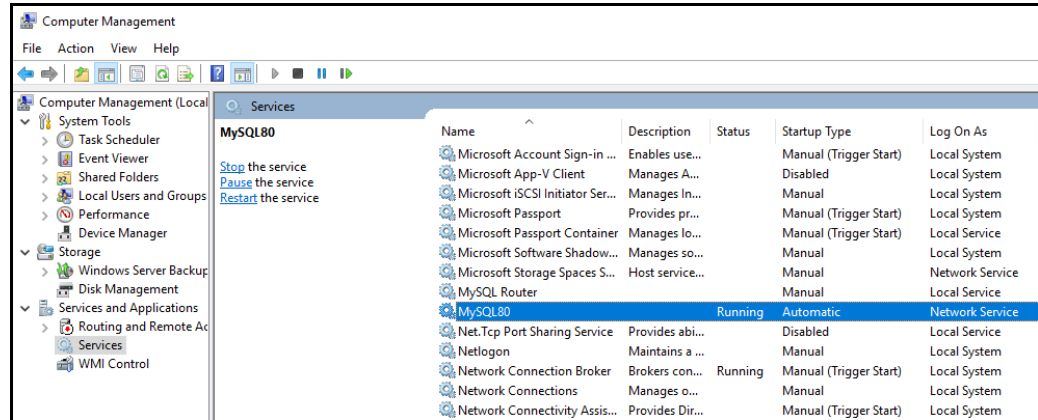 Computer Management
File Action View Help
Computer Management (Local
System Tools
Task Scheduler
Event Viewer
Shared Folders
Local Users and Groups
Performance
Device Manager
Storage
Windows Server Backup
Disk Management
Services and Applications
Routing and Remote Ac
Services
WMI Control
Services
MySQL80
Stop the service
Pause the service
Restart the service
Name Description Status Startup Type Log On As
Microsoft Account Sign-in ... Enables use... Manual (Trigger Start) Local System
Microsoft App-V Client Manages A... Disabled Local System
Microsoft iSCSI Initiator Ser... Manages In... Manual Local System
Microsoft Passport Provides pr... Manual (Trigger Start) Local System
Microsoft Passport Container Manages lo... Manual (Trigger Start) Local Service
Microsoft Software Shadow... Manages so... Manual Local System
Microsoft Storage Spaces S... Host service... Manual Network Service
MySQL Router Manual Local Service
MySQL80 Running Automatic Network Service
Net.Tcp Port Sharing Service Provides abi... Disabled Local Service
Netlogon Maintains a ... Manual Local System
Network Connection Broker Brokers con... Running Manual (Trigger Start) Local System
Network Connections Manages o... Manual Local System
Network Connectivity Assis... Provides Dir... Manual (Trigger Start) Local System